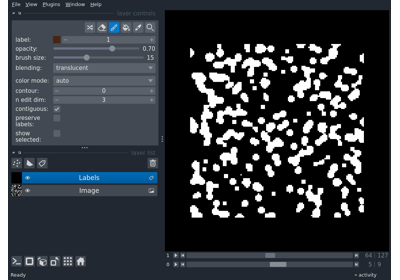 File View Plugins Window Help
layer controls
label: 1
opacity: 0.70
brush size: 15
blending: translucent
color mode: auto
contour: 0
n edit dim: 3
contiguous:
preserve
labels:
show
selected:
layer list
Labels
Image
1 64 127
0 5 9
Ready activity